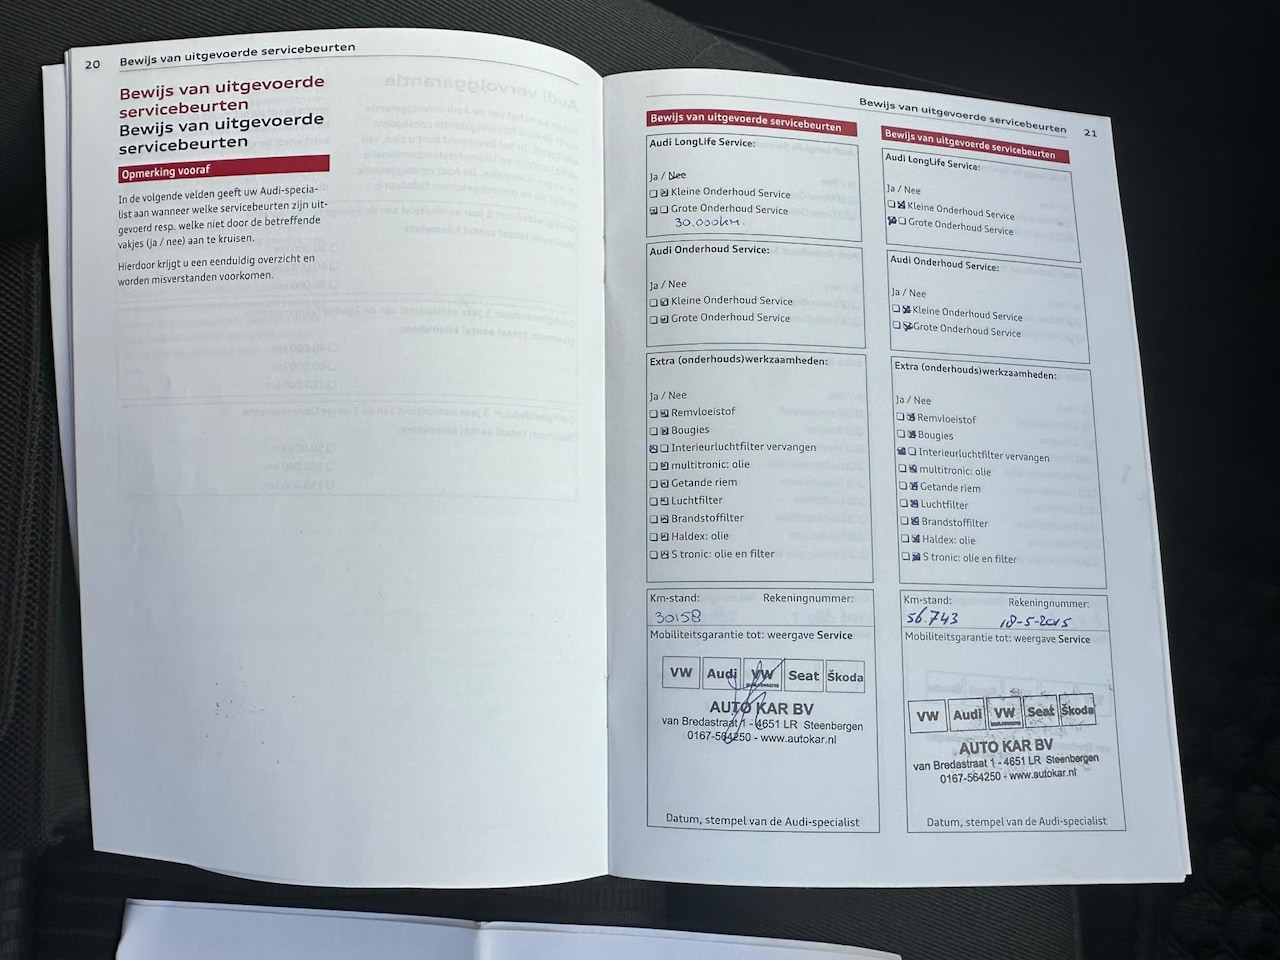 20 Bewijs van uitgevoerde servicebeurten
Bewijs van uitgevoerde
servicebeurten
Bewijs van uitgevoerde
servicebeurten
Opmerking vooraf
In de volgende velden geeft uw Audi-specia-
list aan wanneer welke servicebeurten zijn uit-
gevoerd resp. welke niet door de betreffende
vakjes (ja / nee) aan te kruisen.
Hierdoor krijgt u een eenduidig overzicht en
worden misverstanden voorkomen.
Bewijs van uitgevoerde servicebeurten 21
Bewijs van uitgevoerde servicebeurten
Audi LongLife Service:
Ja / Nee
Kleine Onderhoud Service
Grote Onderhoud Service
30.000km.
Audi Onderhoud Service:
Ja / Nee
Kleine Onderhoud Service
Grote Onderhoud Service
Extra (onderhouds)werkzaamheden:
Ja / Nee
Remvloeistof
Bougies
Interieurluchtfilter vervangen
multitronic: olie
Getande riem
Luchtfilter
Brandstoffilter
Haldex: olie
S tronic: olie en filter
Km-stand: Rekeningnummer:
30158
Mobiliteitsgarantie tot: weergave Service
VW Audi VW Seat Škoda
AUTO KAR BV
van Bredastraat 1 - 4651 LR Steenbergen
0167-564250 - www.autokar.nl
Datum, stempel van de Audi-specialist
Bewijs van uitgevoerde servicebeurten
Audi LongLife Service:
Ja / Nee
Kleine Onderhoud Service
Grote Onderhoud Service
Audi Onderhoud Service:
Ja / Nee
Kleine Onderhoud Service
Grote Onderhoud Service
Extra (onderhouds)werkzaamheden:
Ja / Nee
Remvloeistof
Bougies
Interieurluchtfilter vervangen
multitronic: olie
Getande riem
Luchtfilter
Brandstoffilter
Haldex: olie
S tronic: olie en filter
Km-stand: Rekeningnummer:
56.743 18-5-2015
Mobiliteitsgarantie tot: weergave Service
VW Audi VW Seat Škoda
AUTO KAR BV
van Bredastraat 1 - 4651 LR Steenbergen
0167-564250 - www.autokar.nl
Datum, stempel van de Audi-specialist